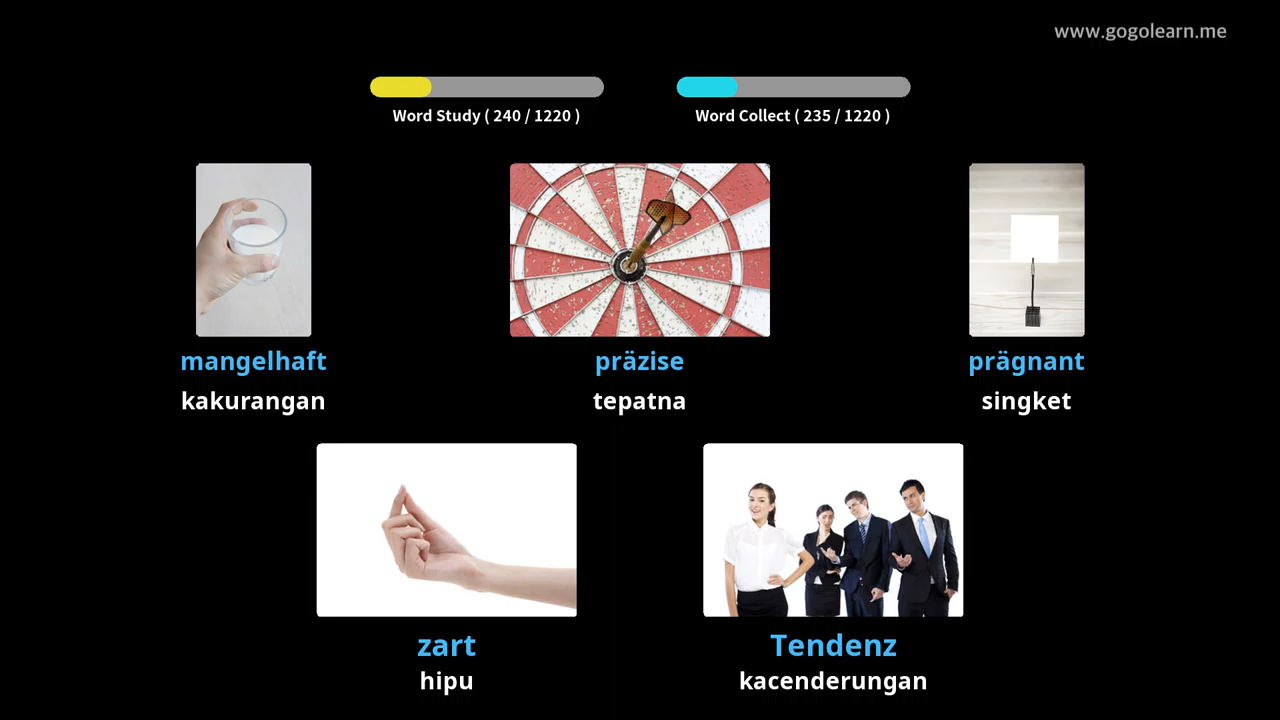 www.gogolearn.me
Word Study ( 240 / 1220 )
Word Collect ( 235 / 1220 )
mangelhaft
kakurangan
präzise
tepatna
prägnant
singket
zart
hipu
Tendenz
kacenderungan